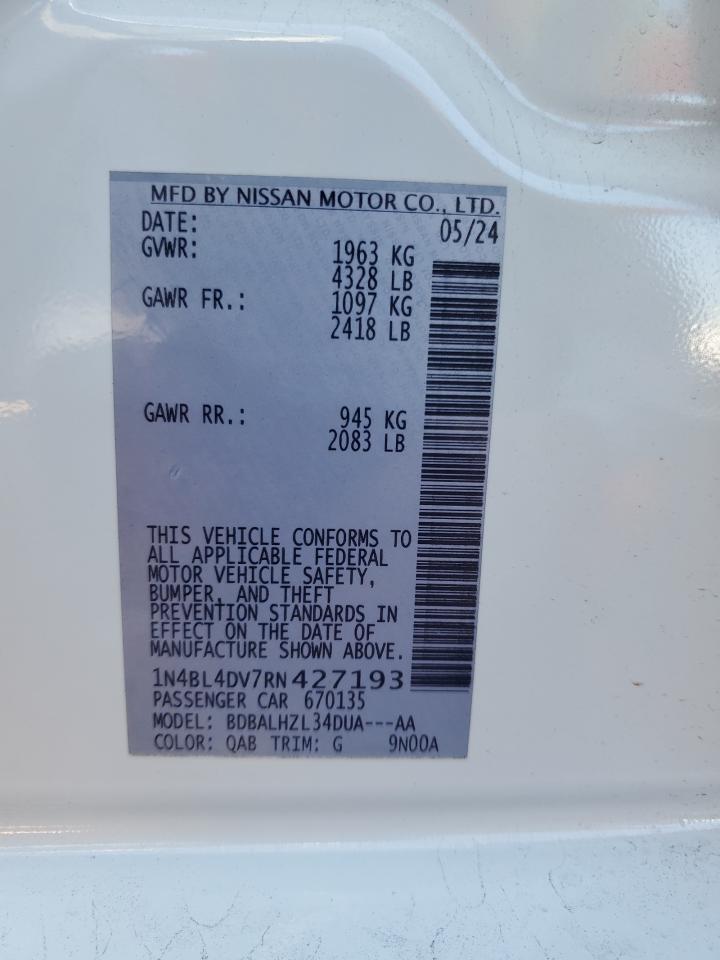 MFD BY NISSAN MOTOR CO., LTD.
DATE: 05/24
GVWR: 1963 KG
4328 LB
GAWR FR.: 1097 KG
2418 LB
GAWR RR.: 945 KG
2083 LB
THIS VEHICLE CONFORMS TO
ALL APPLICABLE FEDERAL
MOTOR VEHICLE SAFETY,
BUMPER, AND THEFT
PREVENTION STANDARDS IN
EFFECT ON THE DATE OF
MANUFACTURE SHOWN ABOVE.
1N4BL4DV7RN427193
PASSENGER CAR 670135
MODEL: BDBALHZL34DUA---AA
COLOR: QAB TRIM: G 9N00A